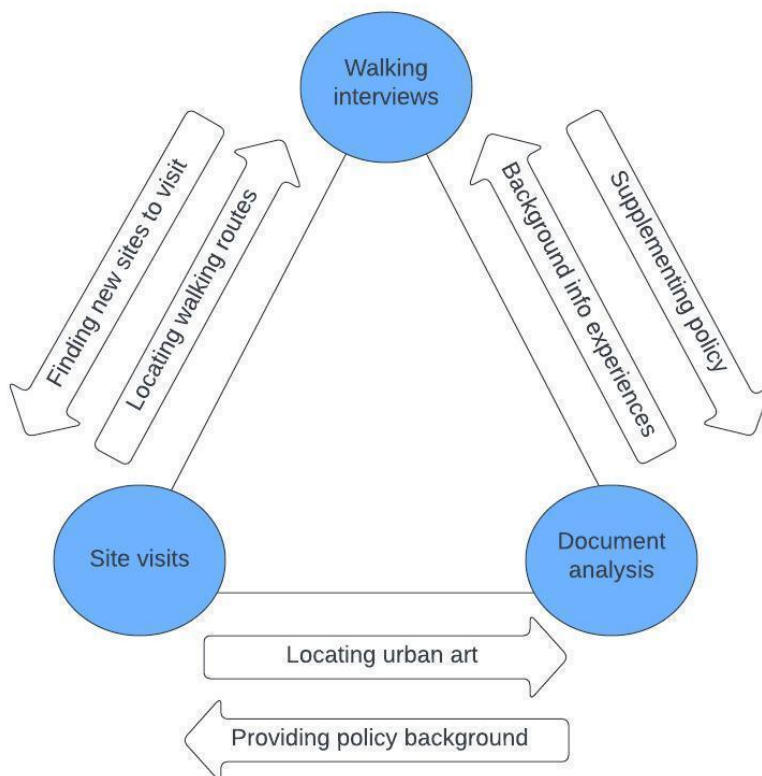 Walking
interviews
Finding new sites to visit
Locating walking routes
Background info experiences
Supplementing policy
Site visits
Document
analysis
Locating urban art
Providing policy background